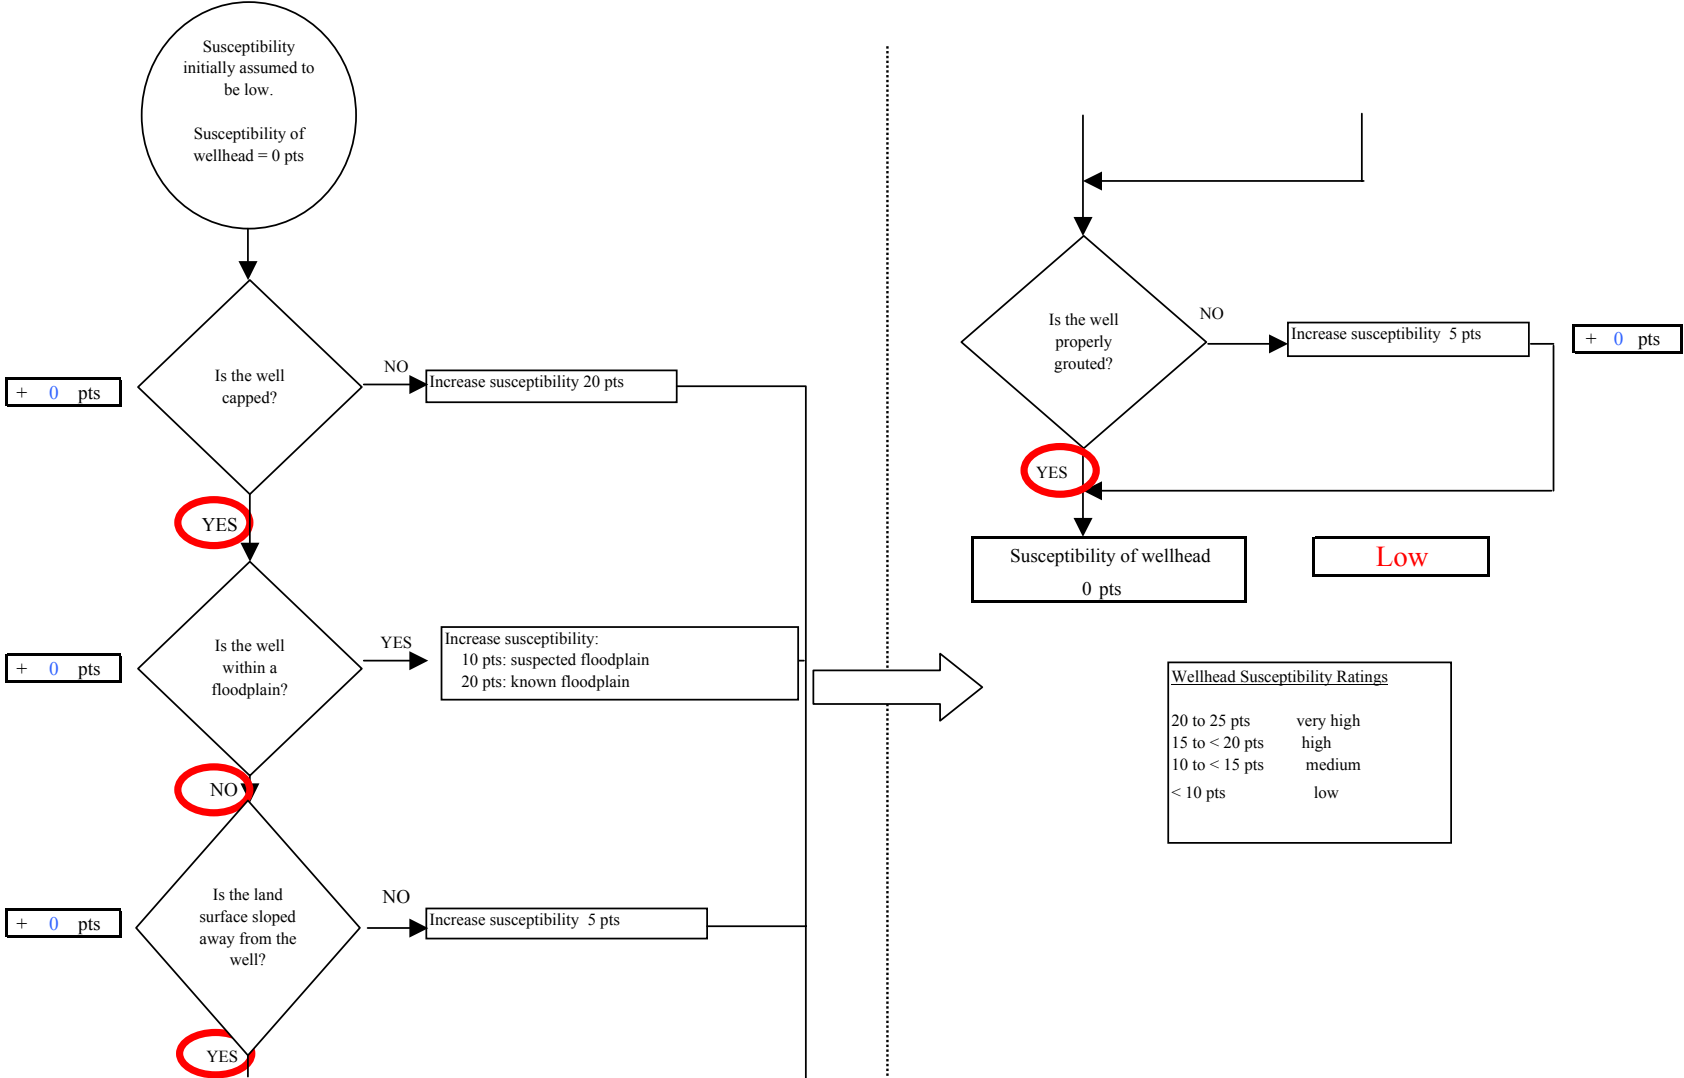 Susceptibility
initially assumed to
be low.
Susceptibility of
wellhead = 0 pts
Is the well
capped?
NO
Increase susceptibility 20 pts
+ 0 pts
YES
Is the well
within a
floodplain?
YES
Increase susceptibility:
10 pts: suspected floodplain
20 pts: known floodplain
+ 0 pts
NO
Is the land
surface sloped
away from the
well?
NO
Increase susceptibility 5 pts
+ 0 pts
YES
Is the well
properly
grouted?
NO
Increase susceptibility 5 pts
+ 0 pts
YES
Susceptibility of wellhead
0 pts
Low
Wellhead Susceptibility Ratings
20 to 25 pts very high
15 to < 20 pts high
10 to < 15 pts medium
< 10 pts low